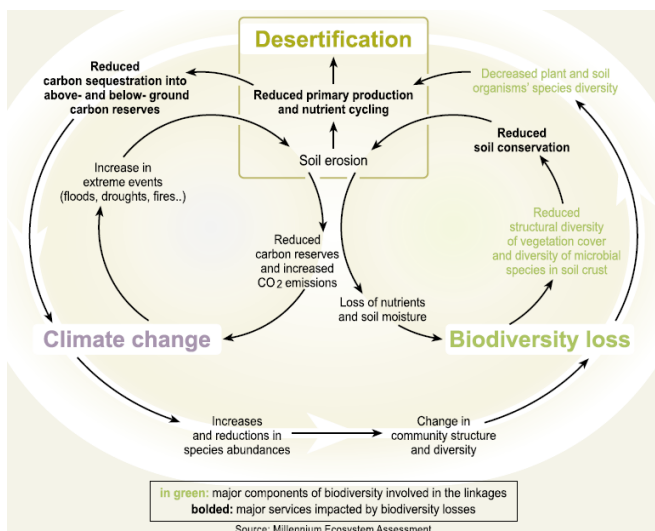 Desertification
Reduced
carbon sequestration into
above- and below- ground
carbon reserves
Reduced primary production
and nutrient cycling
Decreased plant and soil
organisms' species diversity
Soil erosion
Reduced
soil conservation
Increase in
extreme events
(floods, droughts, fires..)
Reduced
carbon reserves
and increased
CO2 emissions
Reduced
structural diversity
of vegetation cover
and diversity of microbial
species in soil crust
Loss of nutrients
and soil moisture
Climate change
Biodiversity loss
Increases
and reductions in
species abundances
Change in
community structure
and diversity
in green: major components of biodiversity involved in the linkages
bolded: major services impacted by biodiversity losses
Source: Millennium Ecosystem Assessment